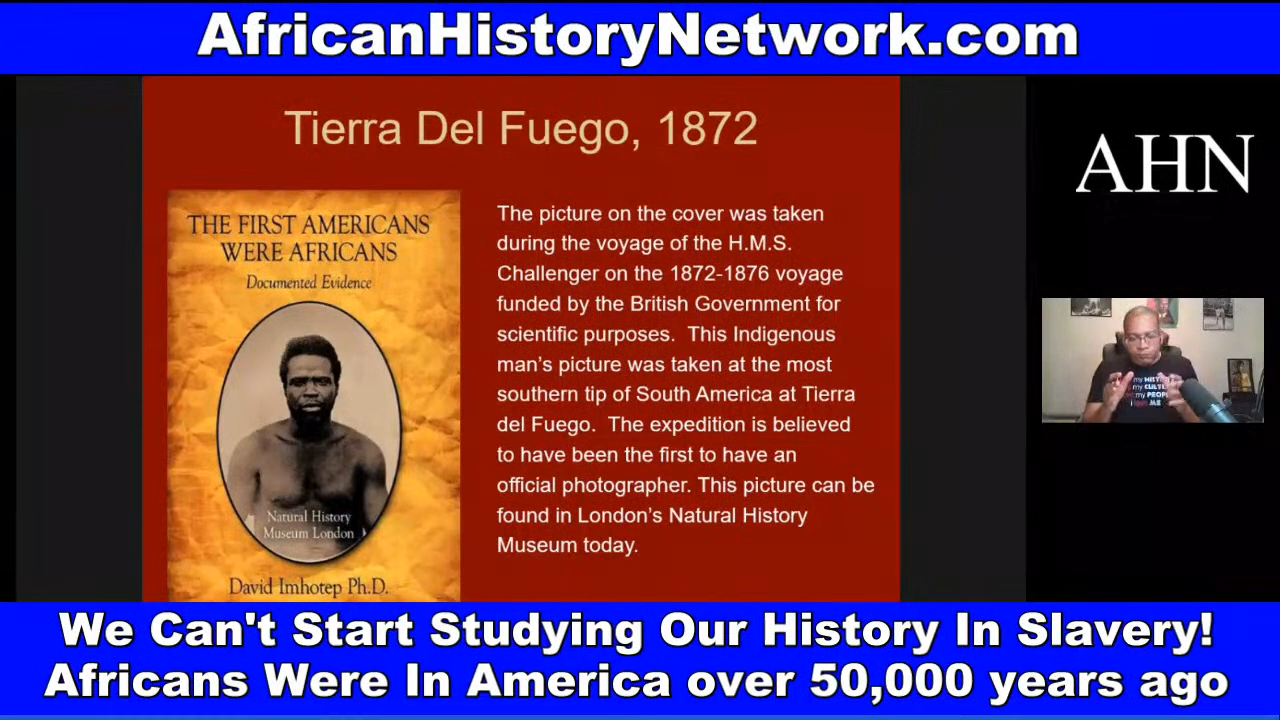 AfricanHistoryNetwork.com
Tierra Del Fuego, 1872
THE FIRST AMERICANS
WERE AFRICANS
Documented Evidence
Natural History
Museum London
David Imhotep Ph.D.
The picture on the cover was taken
during the voyage of the H.M.S.
Challenger on the 1872-1876 voyage
funded by the British Government for
scientific purposes.  This Indigenous
man's picture was taken at the most
southern tip of South America at Tierra
del Fuego.  The expedition is believed
to have been the first to have an
official photographer. This picture can be
found in London's Natural History
Museum today.
AHN
my PEOP
ME
We Can't Start Studying Our History In Slavery!
Africans Were In America over 50,000 years ago